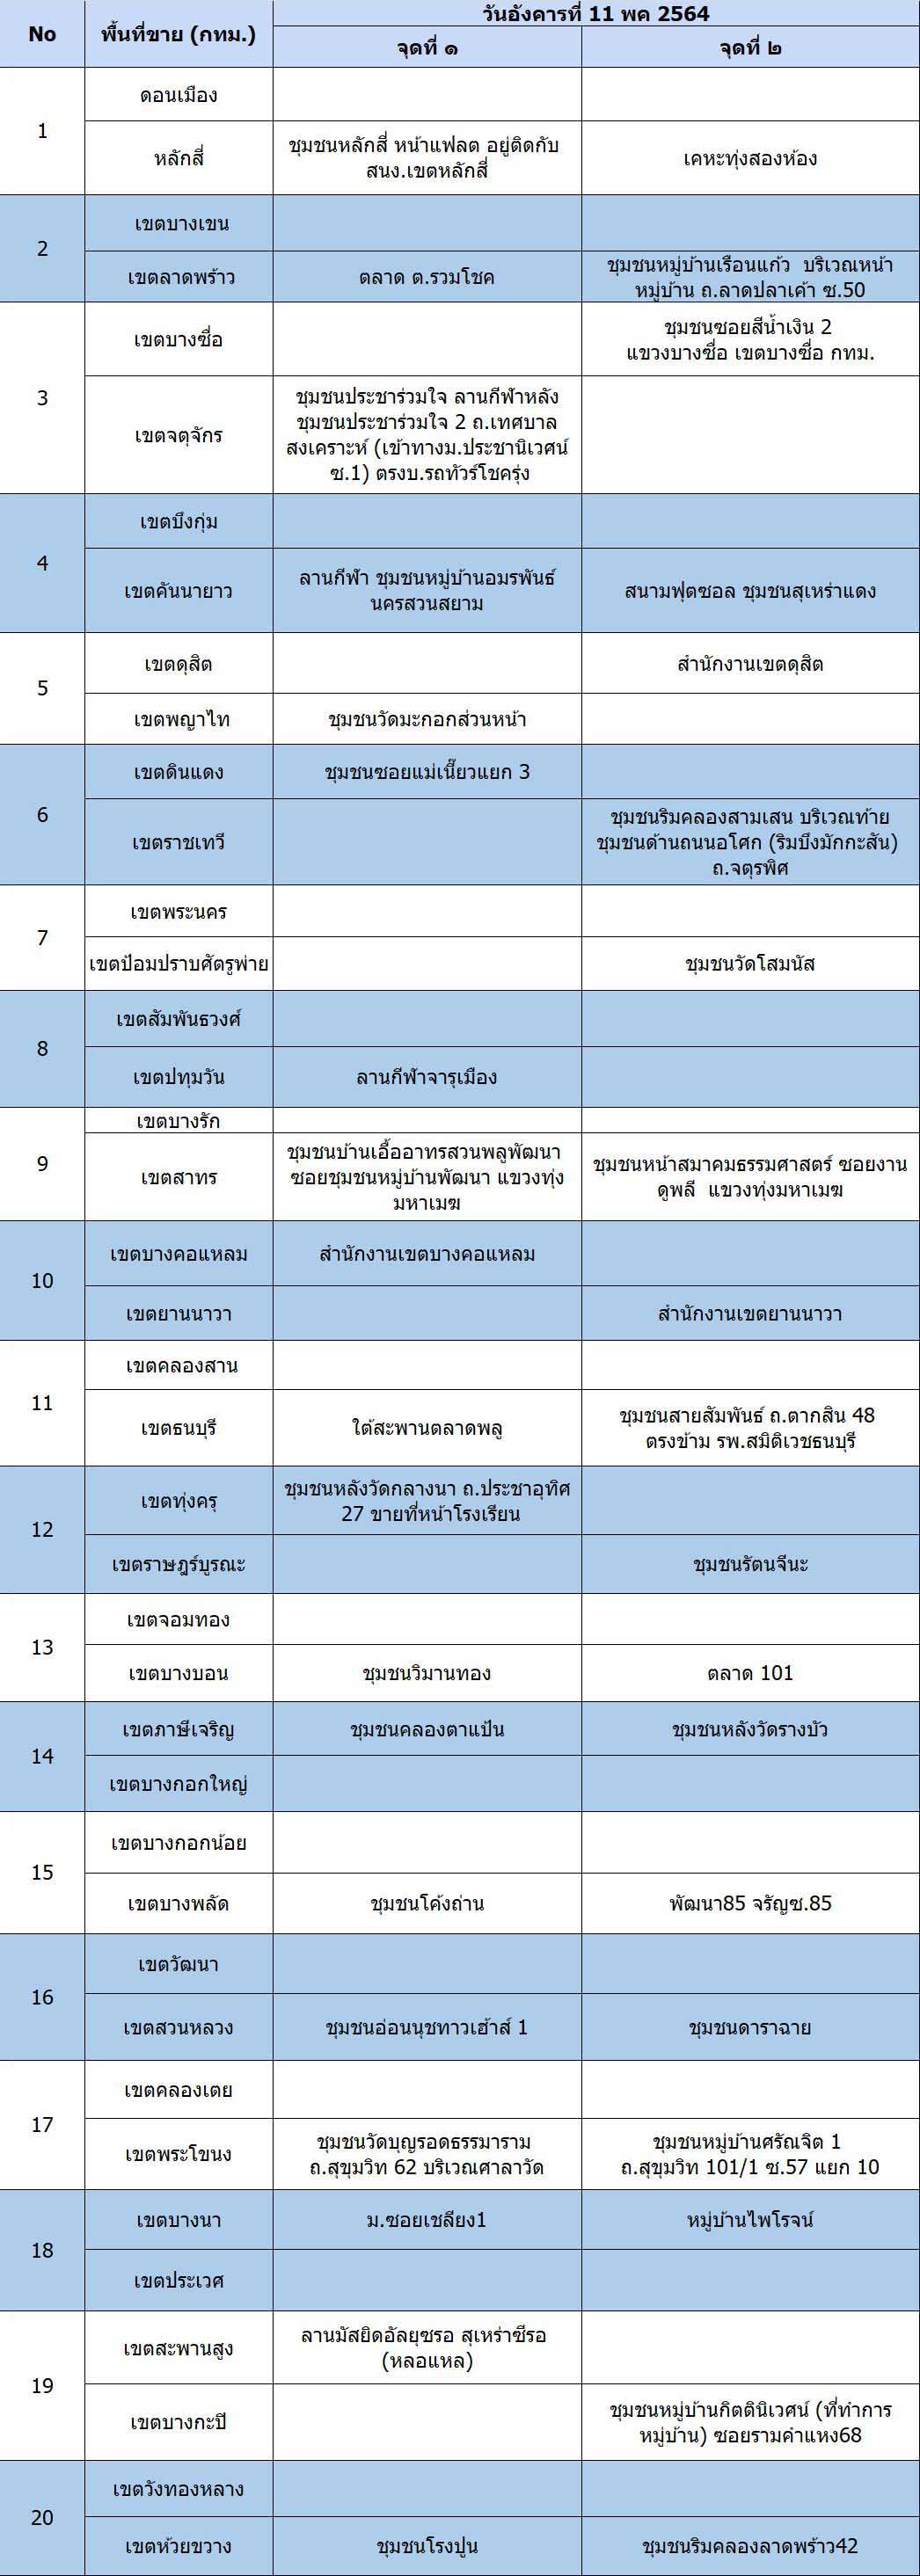 No
พื้นที่ขาย (กทม.)
วันอังคารที่ 11 พค 2564
จุดที่ ๑
จุดที่ ๒
1
ดอนเมือง
หลักสี่
ชุมชนหลักสี่ หน้าแฟลต อยู่ติดกับ
สนง.เขตหลักสี่
เคหะทุ่งสองห้อง
2
เขตบางเขน
เขตลาดพร้าว
ตลาด ต.รวมโชค
ชุมชนหมู่บ้านเรือนแก้ว บริเวณหน้า
หมู่บ้าน ถ.ลาดปลาเค้า ซ.50
3
เขตบางซื่อ
ชุมชนซอยสีน้ำเงิน 2
แขวงบางซื่อ เขตบางซื่อ กทม.
เขตจตุจักร
ชุมชนประชาร่วมใจ ลานกีฬาหลัง
ชุมชนประชาร่วมใจ 2 ถ.เทศบาล
สงเคราะห์ (เข้าทางม.ประชานิเวศน์
ซ.1) ตรงบ.รถทัวร์โชครุ่ง
4
เขตบึงกุ่ม
เขตคันนายาว
ลานกีฬา ชุมชนหมู่บ้านอมรพันธ์
นครสวนสยาม
สนามฟุตซอล ชุมชนสุเหร่าแดง
5
เขตดุสิต
สำนักงานเขตดุสิต
เขตพญาไท
ชุมชนวัดมะกอกส่วนหน้า
6
เขตดินแดง
ชุมชนซอยแม่เนี๊ยวแยก 3
เขตราชเทวี
ชุมชนริมคลองสามเสน บริเวณท้าย
ชุมชนด้านถนนอโศก (ริมบึงมักกะสัน)
ถ.จตุรพิศ
7
เขตพระนคร
เขตป้อมปราบศัตรูพ่าย
ชุมชนวัดโสมนัส
8
เขตสัมพันธวงศ์
เขตปทุมวัน
ลานกีฬาจารุเมือง
9
เขตบางรัก
เขตสาทร
ชุมชนบ้านเอื้ออาทรสวนพลูพัฒนา
ซอยชุมชนหมู่บ้านพัฒนา แขวงทุ่ง
มหาเมฆ
ชุมชนหน้าสมาคมธรรมศาสตร์ ซอยงาน
ดูพลี แขวงทุ่งมหาเมฆ
10
เขตบางคอแหลม
สำนักงานเขตบางคอแหลม
เขตยานนาวา
สำนักงานเขตยานนาวา
11
เขตคลองสาน
เขตธนบุรี
ใต้สะพานตลาดพลู
ชุมชนสายสัมพันธ์ ถ.ตากสิน 48
ตรงข้าม รพ.สมิติเวชธนบุรี
12
เขตทุ่งครุ
ชุมชนหลังวัดกลางนา ถ.ประชาอุทิศ
27 ขายที่หน้าโรงเรียน
เขตราษฎร์บูรณะ
ชุมชนรัตนจีนะ
13
เขตจอมทอง
เขตบางบอน
ชุมชนวิมานทอง
ตลาด 101
14
เขตภาษีเจริญ
ชุมชนคลองตาแป้น
ชุมชนหลังวัดรางบัว
เขตบางกอกใหญ่
15
เขตบางกอกน้อย
เขตบางพลัด
ชุมชนโค้งถ่าน
พัฒนา85 จรัญซ.85
16
เขตวัฒนา
เขตสวนหลวง
ชุมชนอ่อนนุชทาวเฮ้าส์ 1
ชุมชนดาราฉาย
17
เขตคลองเตย
เขตพระโขนง
ชุมชนวัดบุญรอดธรรมาราม
ถ.สุขุมวิท 62 บริเวณศาลาวัด
ชุมชนหมู่บ้านศรัณจิต 1
ถ.สุขุมวิท 101/1 ซ.57 แยก 10
18
เขตบางนา
ม.ซอยเชลียง1
หมู่บ้านไพโรจน์
เขตประเวศ
19
เขตสะพานสูง
ลานมัสยิดอัลยุซรอ สุเหร่าซีรอ
(หลอแหล)
เขตบางกะปิ
ชุมชนหมู่บ้านกิตตินิเวศน์ (ที่ทำการ
หมู่บ้าน) ซอยรามคำแหง68
20
เขตวังทองหลาง
เขตห้วยขวาง
ชุมชนโรงปูน
ชุมชนริมคลองลาดพร้าว42